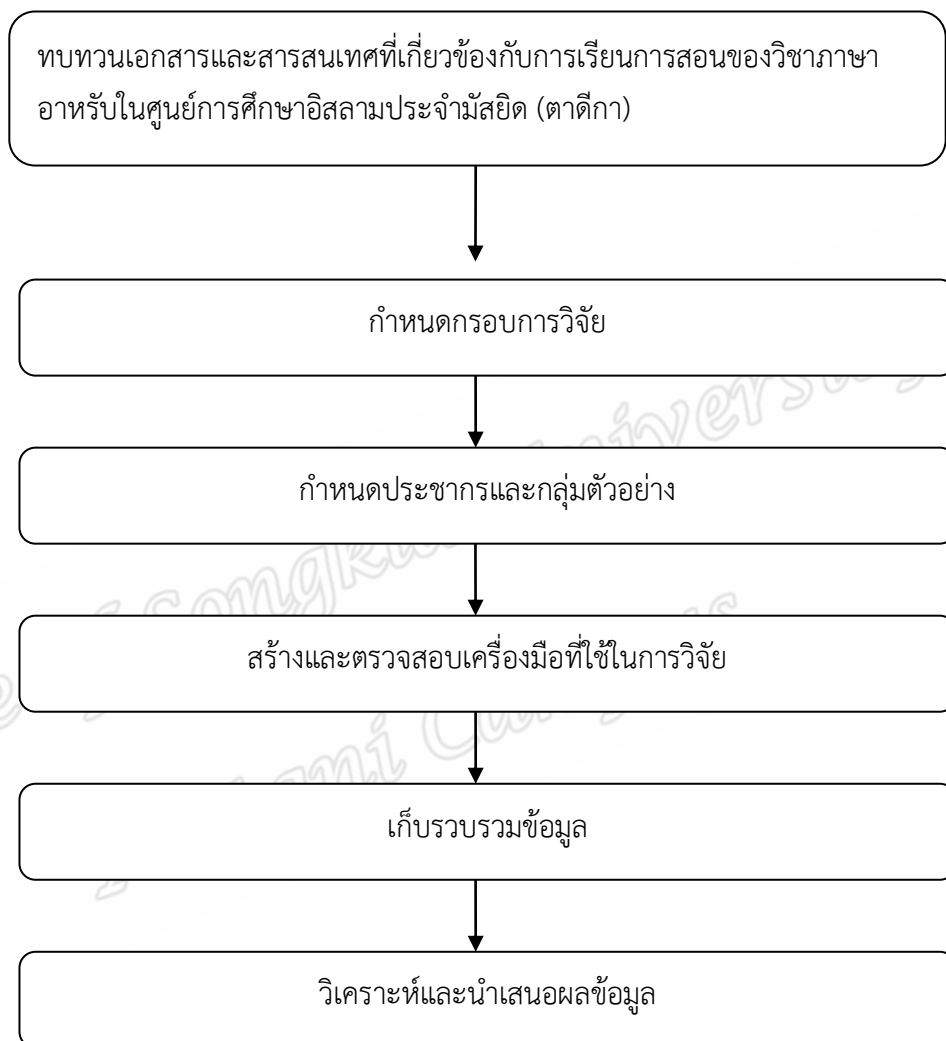 ทบทวนเอกสารและสารสนเทศที่เกี่ยวข้องกับการเรียนการสอนของวิชาภาษา
อาหรับในศูนย์การศึกษาอิสลามประจำมัสยิด (ตาดีกา)
กำหนดกรอบการวิจัย
กำหนดประชากรและกลุ่มตัวอย่าง
สร้างและตรวจสอบเครื่องมือที่ใช้ในการวิจัย
เก็บรวบรวมข้อมูล
วิเคราะห์และนำเสนอผลข้อมูล